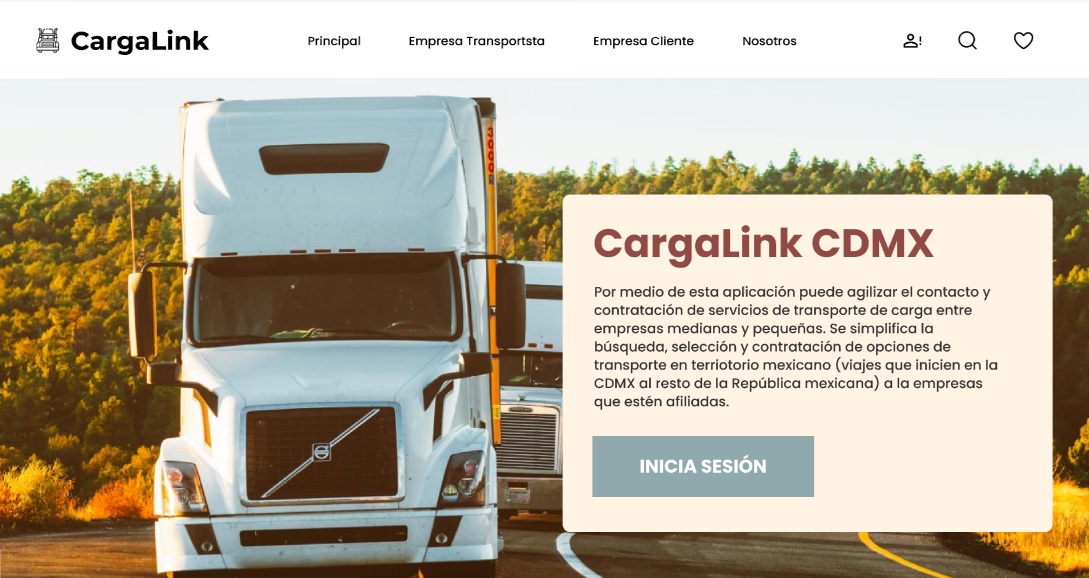 CargaLink
Principal
Empresa Transportsta
Empresa Cliente
Nosotros
CargaLink CDMX
Por medio de esta aplicación puede agilizar el contacto y
contratación de servicios de transporte de carga entre
empresas medianas y pequeñas. Se simplifica la
búsqueda, selección y contratación de opciones de
transporte en terriotorio mexicano (viajes que inicien en la
CDMX al resto de la República mexicana) a la empresas
que estén afiliadas.
INICIA SESIÓN